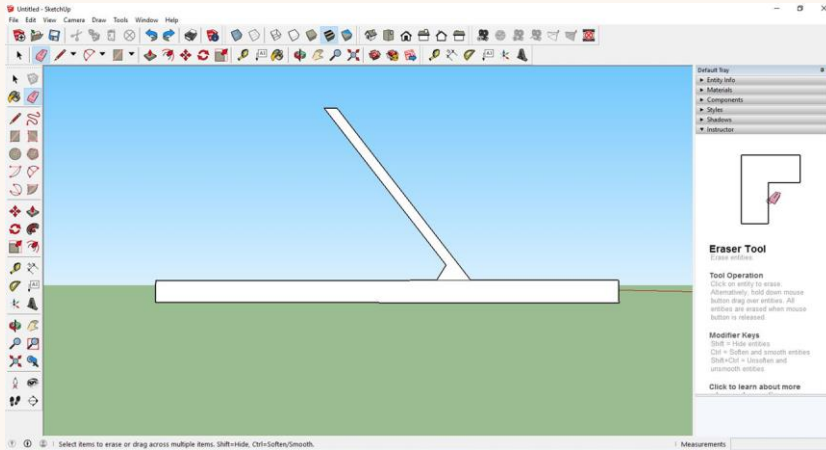 Untitled - SketchUp
File Edit View Camera Draw Tools Window Help
Default Tray
Entity Info
Materials
Components
Styles
Shadows
Instructor
Eraser Tool
Erase entities.
Tool Operation
Click on entity to erase.
Alternatively, hold down mouse
button drag over entities. All
entities are erased when mouse
button is released.
Modifier Keys
Shift = Hide entities
Ctrl = Soften and smooth entities
Shift+Ctrl = Unsoften and
unsmooth entities
Click to learn about more
Select items to erase or drag across multiple items. Shift=Hide, Ctrl=Soften/Smooth.
Measurements